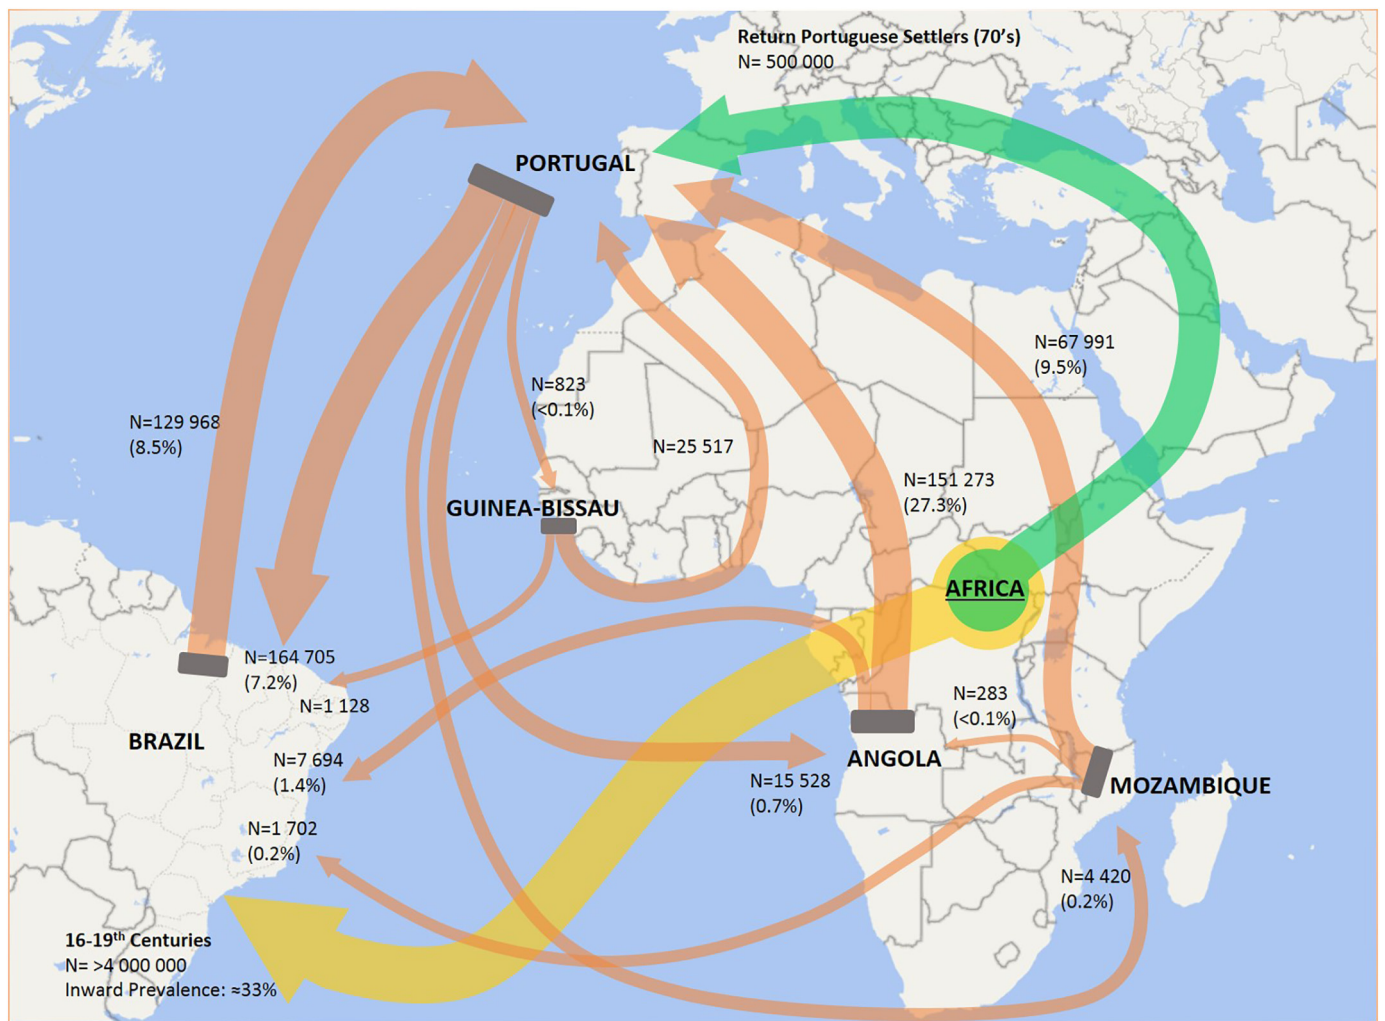 Return Portuguese Settlers (70's)
N= 500 000
PORTUGAL
N=67 991
(9.5%)
N=823
(<0.1%)
N=129 968
(8.5%)
N=25 517
N=151 273
(27.3%)
GUINEA-BISSAU
AFRICA
N=164 705
(7.2%)
N=1 128
N=283
(<0.1%)
BRAZIL
ANGOLA
N=7 694
(1.4%)
N=15 528
(0.7%)
MOZAMBIQUE
N=1 702
(0.2%)
N=4 420
(0.2%)
16-19th Centuries
N= >4 000 000
Inward Prevalence: ≈33%